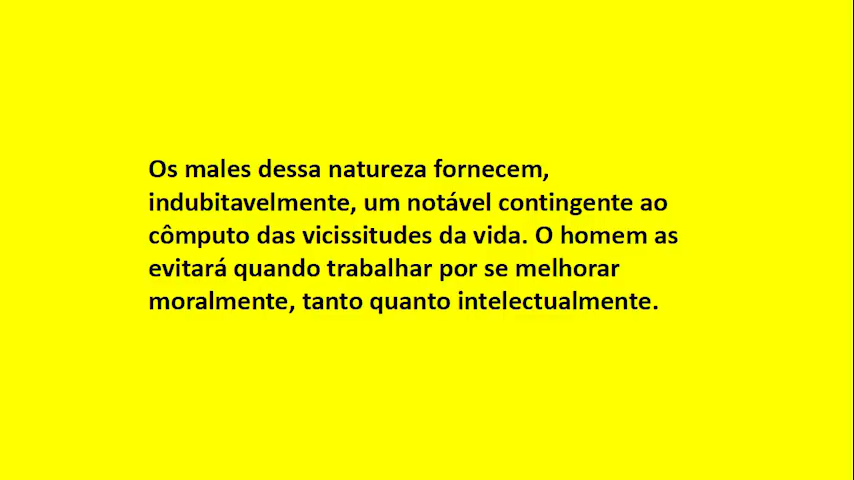 Os males dessa natureza fornecem,
indubitavelmente, um notável contingente ao
cômputo das vicissitudes da vida. O homem as
evitará quando trabalhar por se melhorar
moralmente, tanto quanto intelectualmente.